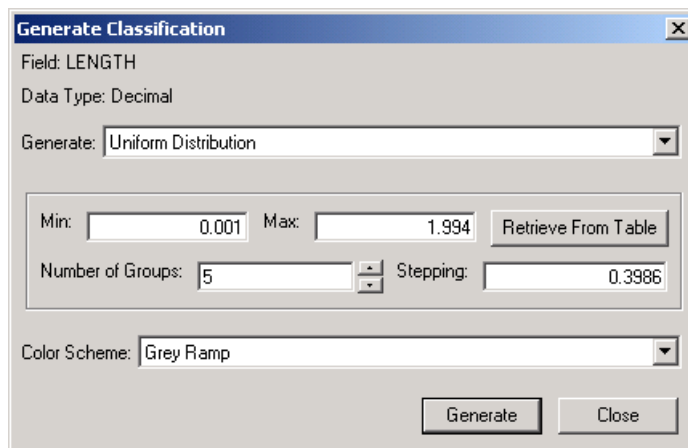 Generate Classification
Field: LENGTH
Data Type: Decimal
Generate: Uniform Distribution
Min: 0.001 Max: 1.994 Retrieve From Table
Number of Groups: 5 Stepping: 0.3986
Color Scheme: Grey Ramp
Generate Close